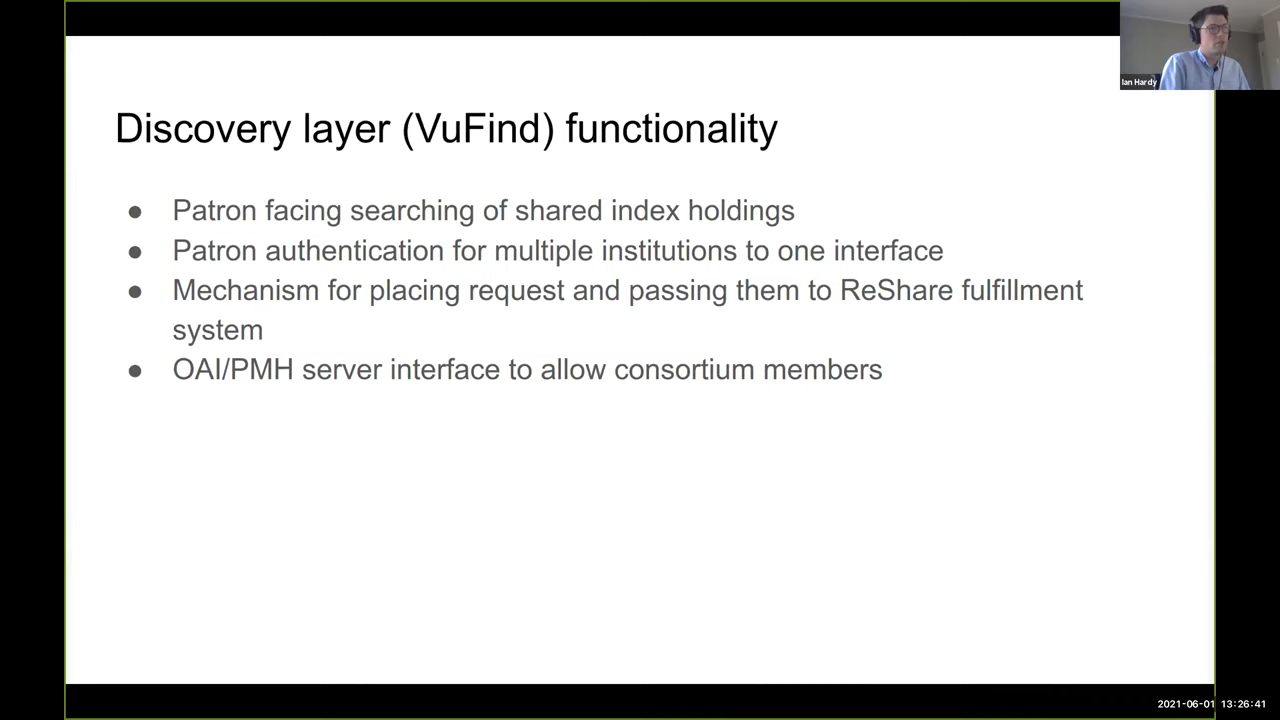 Ian Hardy
Discovery layer (VuFind) functionality
● Patron facing searching of shared index holdings
● Patron authentication for multiple institutions to one interface
● Mechanism for placing request and passing them to ReShare fulfillment
system
● OAI/PMH server interface to allow consortium members
2021-06-01 13:26:41